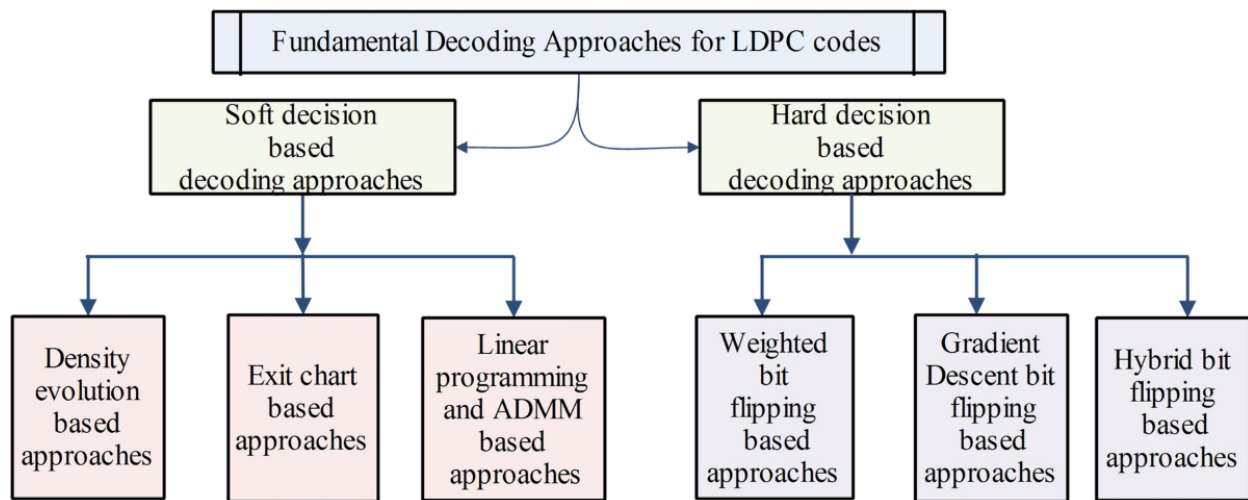 Fundamental Decoding Approaches for LDPC codes
Soft decision
based
decoding approaches
Hard decision
based
decoding approaches
Density
evolution
based
approaches
Exit chart
based
approaches
Linear
programming
and ADMM
based
approaches
Weighted
bit
flipping
based
approaches
Gradient
Descent bit
flipping
based
approaches
Hybrid bit
flipping
based
approaches